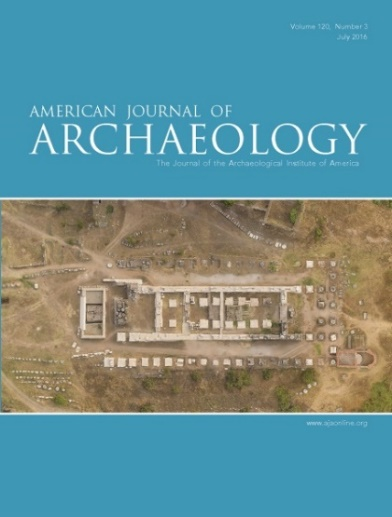 Volume 120, Number 3
July 2016
AMERICAN JOURNAL OF
ARCHAEOLOGY
The Journal of the Archaeological Institute of America
www.ajaonline.org